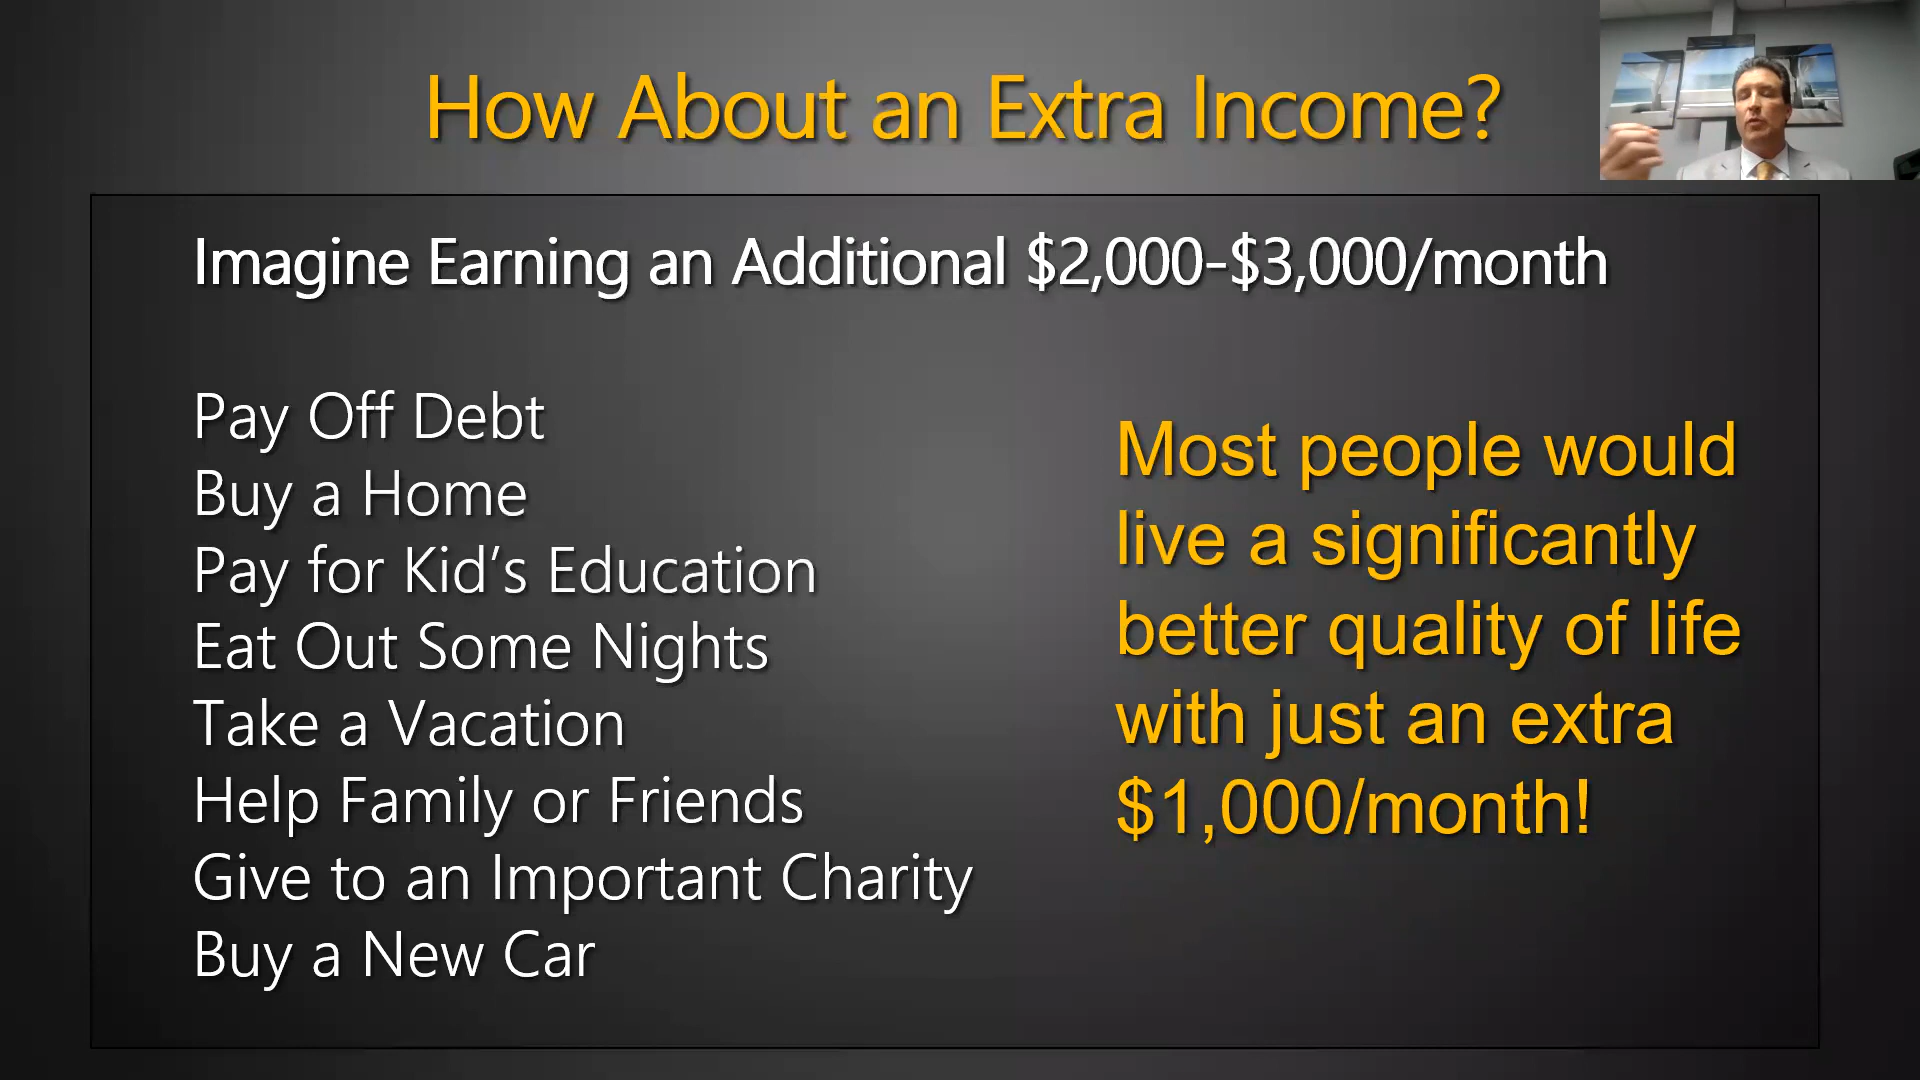 How About an Extra Income?
Imagine Earning an Additional $2,000-$3,000/month
Pay Off Debt
Buy a Home
Pay for Kid’s Education
Eat Out Some Nights
Take a Vacation
Help Family or Friends
Give to an Important Charity
Buy a New Car
Most people would
live a significantly
better quality of life
with just an extra
$1,000/month!